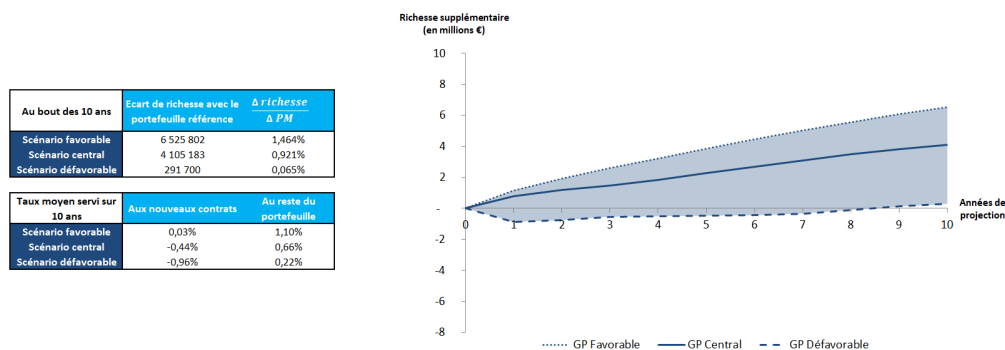 Au bout des 10 ans
Ecart de richesse avec le
portefeuille référence
Δ richesse
Δ PM
Scénario favorable 6 525 802 1,464%
Scénario central 4 105 183 0,921%
Scénario défavorable 291 700 0,065%
Taux moyen servi sur
10 ans
Aux nouveaux contrats
Au reste du
portefeuille
Scénario favorable 0,03% 1,10%
Scénario central -0,44% 0,66%
Scénario défavorable -0,96% 0,22%
Richesse supplémentaire
(en millions €)
10
8
6
4
2
-
-2
-4
-6
-8
0 1 2 3 4 5 6 7 8 9 10
Années de
projection
GP Favorable GP Central GP Défavorable